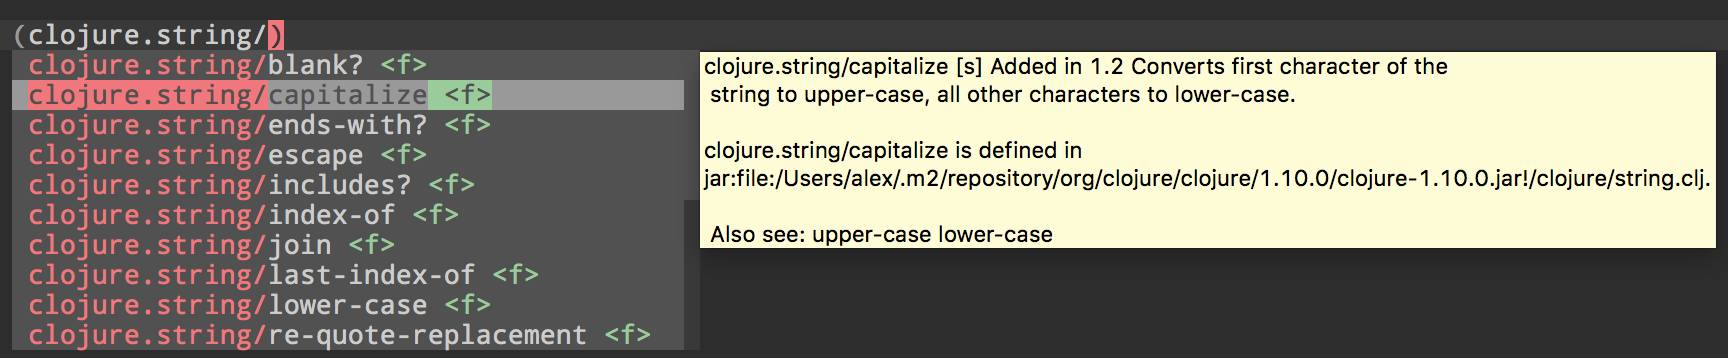 (clojure.string/)
clojure.string/blank? <f>
clojure.string/capitalize <f>
clojure.string/ends-with? <f>
clojure.string/escape <f>
clojure.string/includes? <f>
clojure.string/index-of <f>
clojure.string/join <f>
clojure.string/last-index-of <f>
clojure.string/lower-case <f>
clojure.string/re-quote-replacement <f>
clojure.string/capitalize [s] Added in 1.2 Converts first character of the
string to upper-case, all other characters to lower-case.
clojure.string/capitalize is defined in
jar:file:/Users/alex/.m2/repository/org/clojure/clojure/1.10.0/clojure-1.10.0.jar!/clojure/string.clj.
Also see: upper-case lower-case